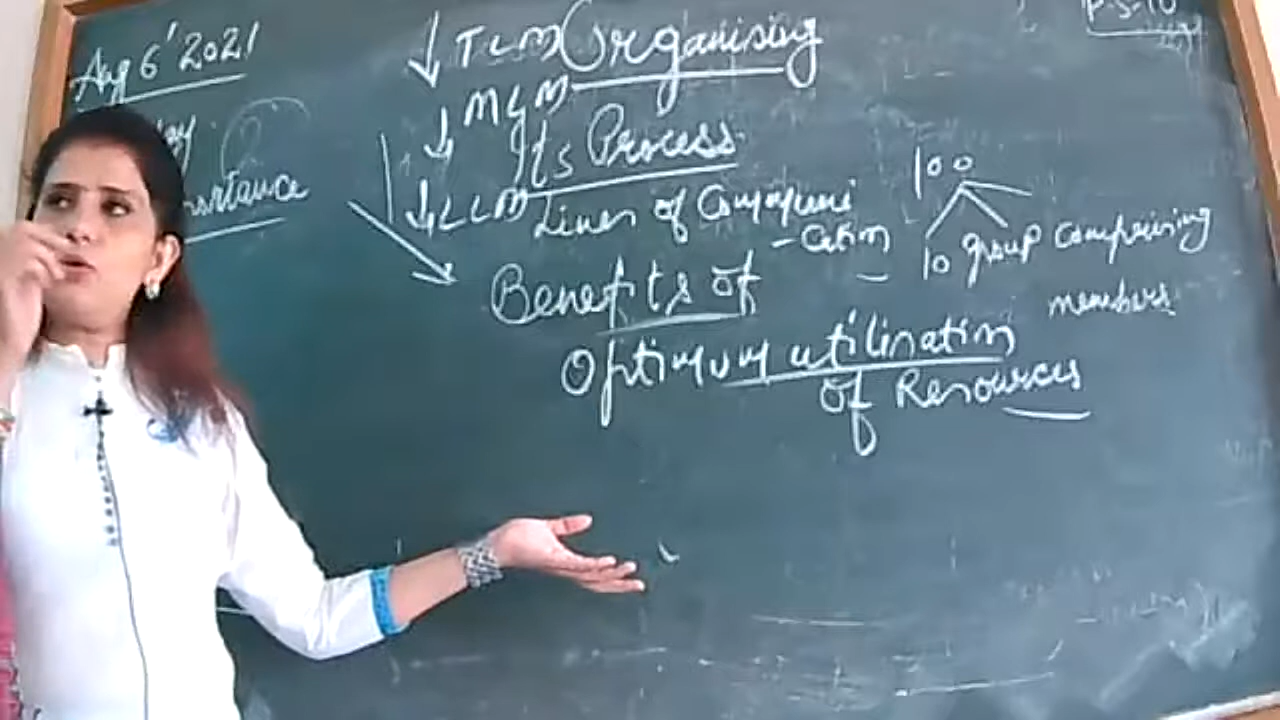 Aug 6' 2021
↓ TLM Organising
↓ MLM
Its Process
↓ LLM Lines of Communi
-cation
Benefits of
Optimum utilisation
of Resources
100
10 group comprising
members